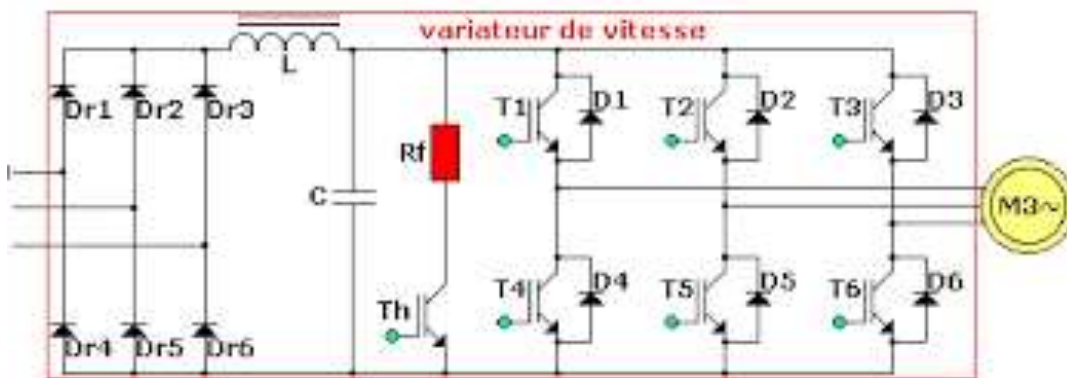 variateur de vitesse
L
Dr1 Dr2 Dr3
T1 D1 T2 D2 T3 D3
Rf
C
M3~
Th
T4 D4 T5 D5 T6 D6
Dr4 Dr5 Dr6